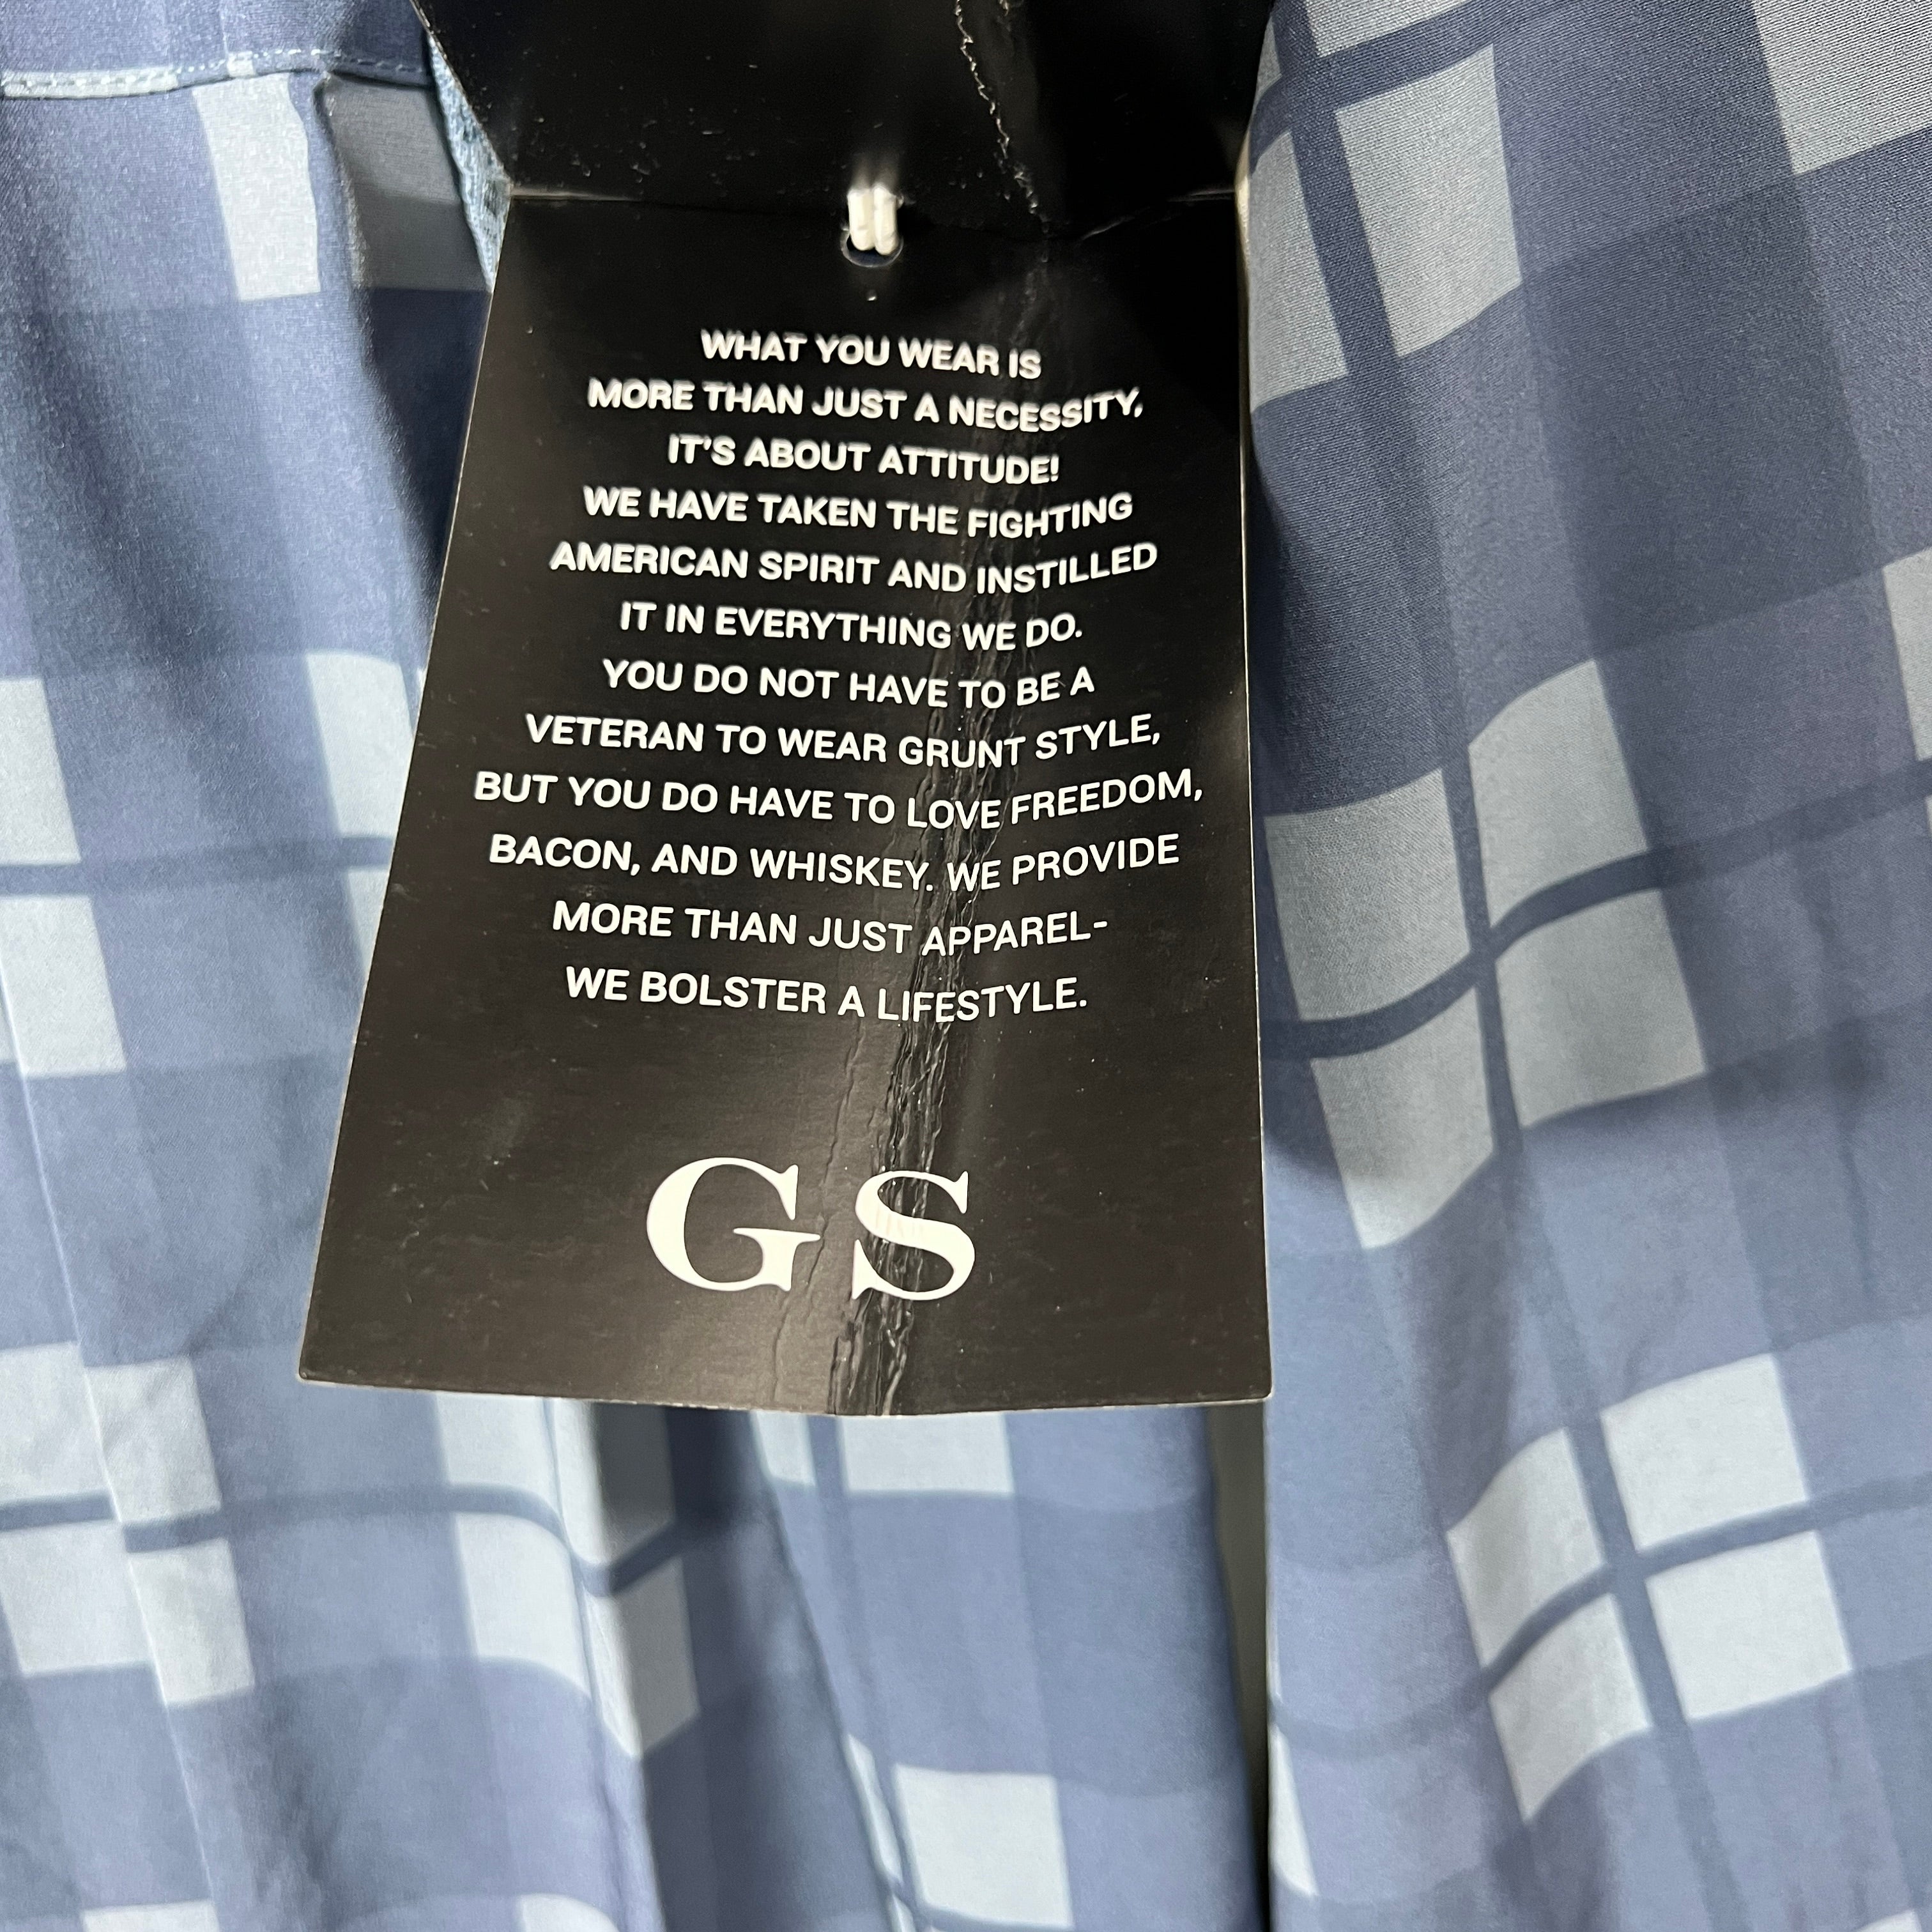 WHAT YOU WEAR IS
MORE THAN JUST A NECESSITY,
IT'S ABOUT ATTITUDE!
WE HAVE TAKEN THE FIGHTING
AMERICAN SPIRIT AND INSTILLED
IT IN EVERYTHING WE DO.
YOU DO NOT HAVE TO BE A
VETERAN TO WEAR GRUNT STYLE,
BUT YOU DO HAVE TO LOVE FREEDOM,
BACON, AND WHISKEY. WE PROVIDE
MORE THAN JUST APPAREL-
WE BOLSTER A LIFESTYLE.
GS